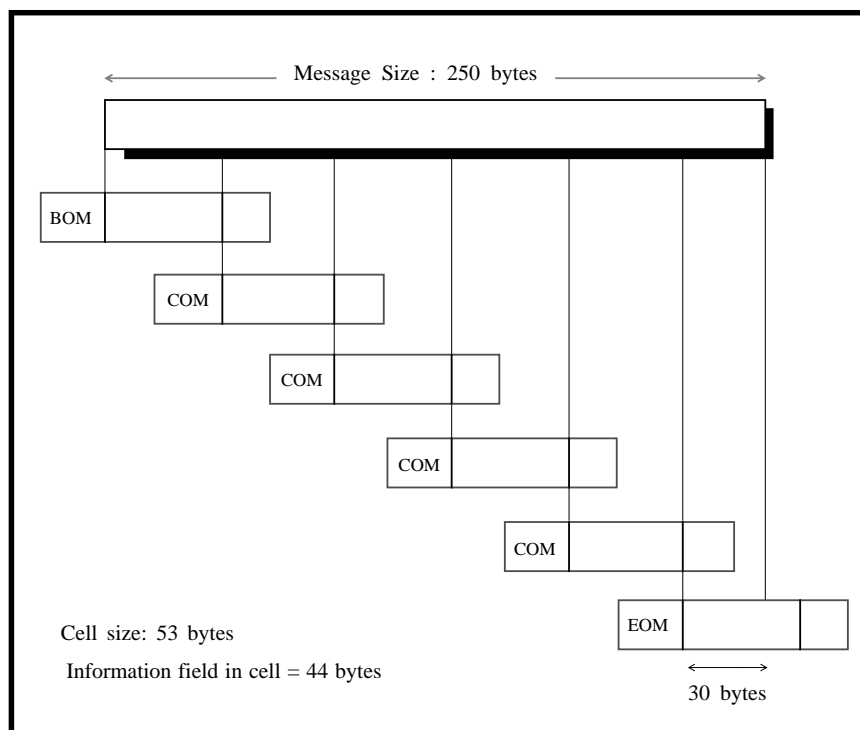 Message Size : 250 bytes
BOM
COM
COM
COM
COM
EOM
Cell size: 53 bytes
Information field in cell = 44 bytes
30 bytes